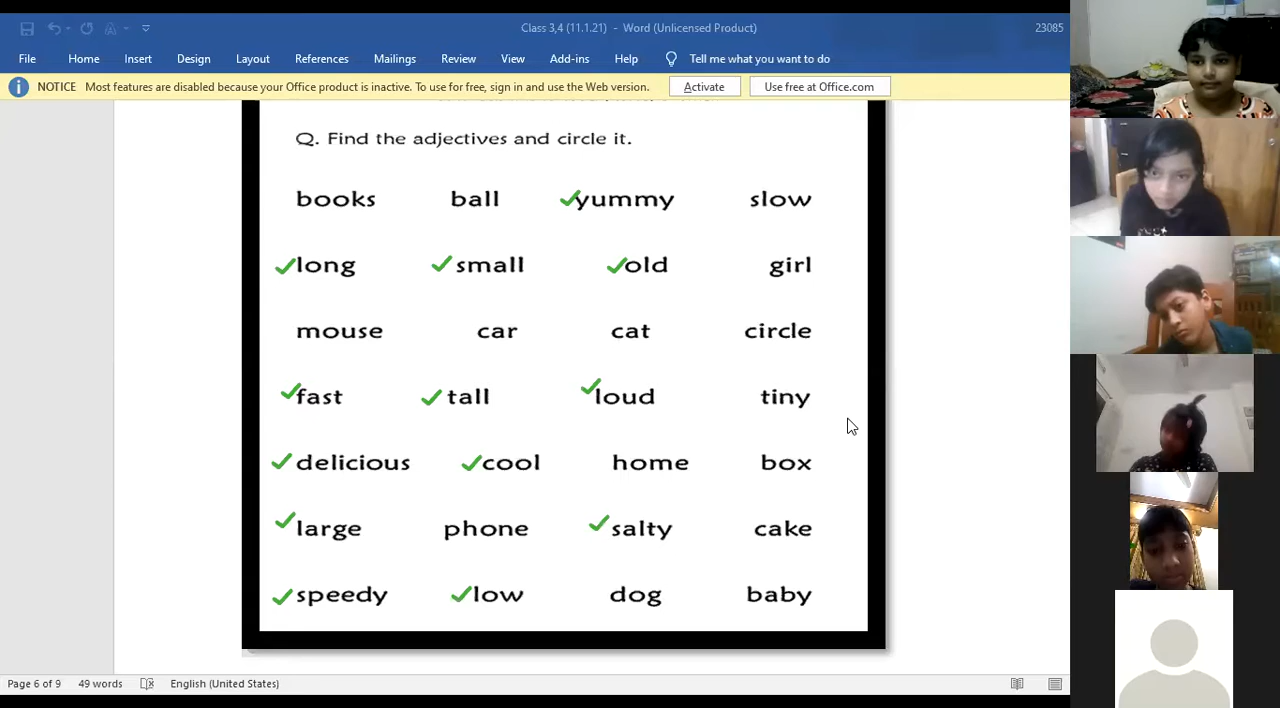 Class 3,4 (11.1.21) - Word (Unlicensed Product) 23085
File Home Insert Design Layout References Mailings Review View Add-ins Help Tell me what you want to do
NOTICE Most features are disabled because your Office product is inactive. To use for free, sign in and use the Web version. Activate Use free at Office.com
Q. Find the adjectives and circle it.
books ball yummy slow
long small old girl
mouse car cat circle
fast tall loud tiny
delicious cool home box
large phone salty cake
speedy low dog baby
Page 6 of 9 49 words English (United States)